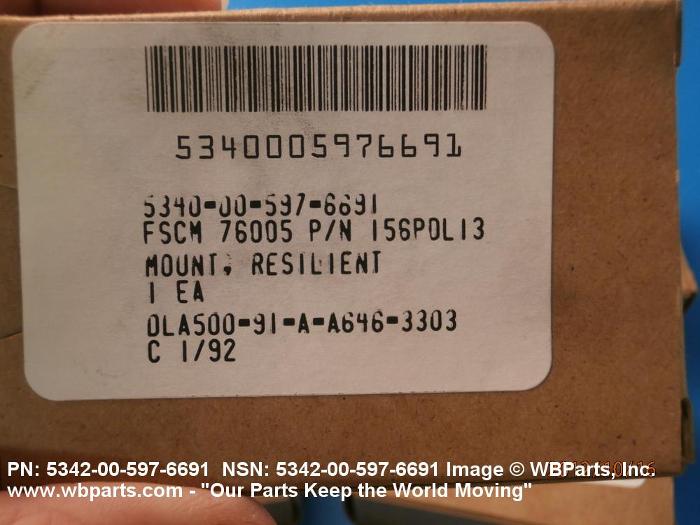 5340005976691
5340-00-597-6691
FSCM 76005 P/N 156PDL13
MOUNT, RESILIENT
1 EA
DLA500-91-A-A646-3303
C 1/92
PN: 5342-00-597-6691 NSN: 5342-00-597-6691 Image © WBParts, Inc.
www.wbparts.com - "Our Parts Keep the World Moving"